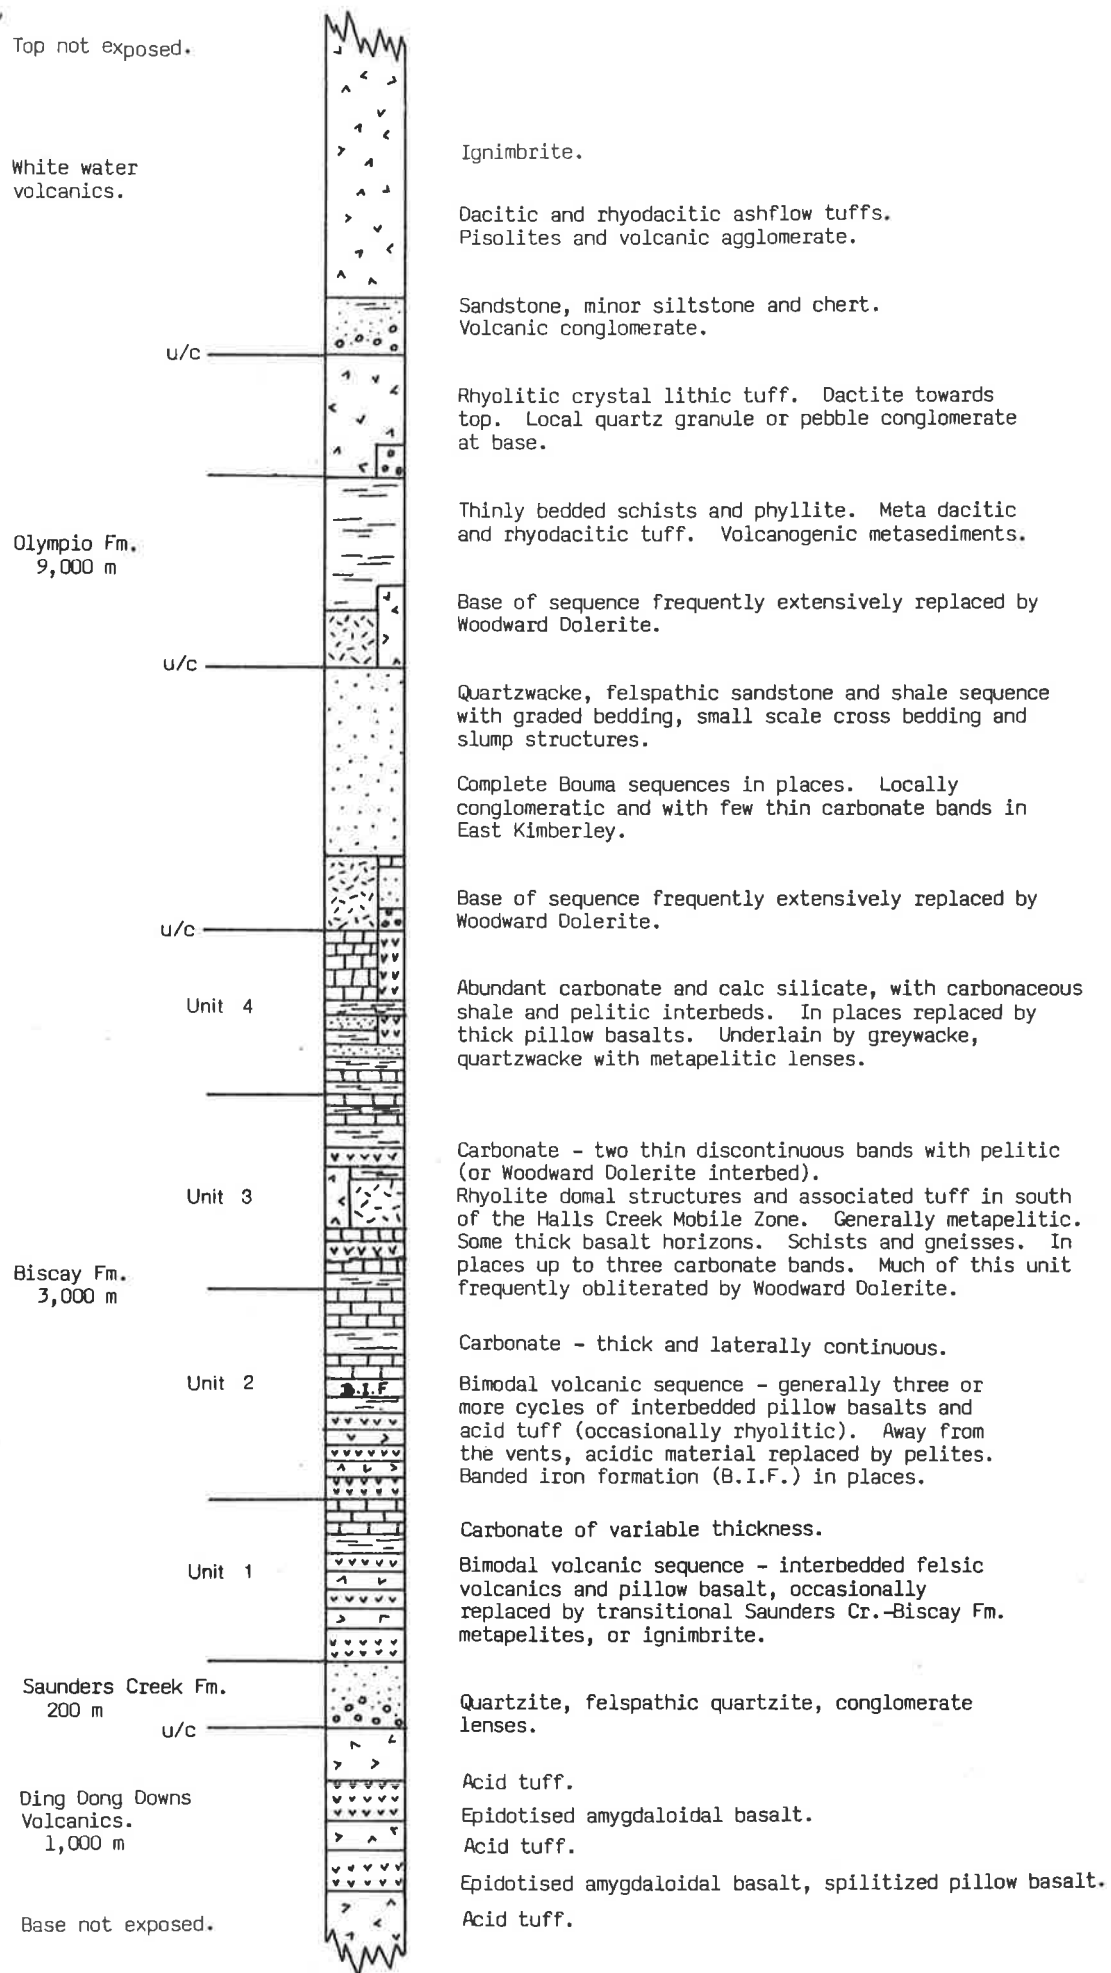 Top not exposed.
White water
volcanics.
Ignimbrite.
Dacitic and rhyodacitic ashflow tuffs.
Pisolites and volcanic agglomerate.
Sandstone, minor siltstone and chert.
Volcanic conglomerate.
u/c
Rhyolitic crystal lithic tuff. Dactite towards
top. Local quartz granule or pebble conglomerate
at base.
Olympio Fm.
9,000 m
Thinly bedded schists and phyllite. Meta dacitic
and rhyodacitic tuff. Volcanogenic metasediments.
Base of sequence frequently extensively replaced by
Woodward Dolerite.
u/c
Quartzwacke, felspathic sandstone and shale sequence
with graded bedding, small scale cross bedding and
slump structures.
Complete Bouma sequences in places. Locally
conglomeratic and with few thin carbonate bands in
East Kimberley.
Base of sequence frequently extensively replaced by
Woodward Dolerite.
u/c
Unit 4
Abundant carbonate and calc silicate, with carbonaceous
shale and pelitic interbeds. In places replaced by
thick pillow basalts. Underlain by greywacke,
quartzwacke with metapelitic lenses.
Unit 3
Carbonate - two thin discontinuous bands with pelitic
(or Woodward Dolerite interbed).
Rhyolite domal structures and associated tuff in south
of the Halls Creek Mobile Zone. Generally metapelitic.
Some thick basalt horizons. Schists and gneisses. In
places up to three carbonate bands. Much of this unit
frequently obliterated by Woodward Dolerite.
Biscay Fm.
3,000 m
Carbonate - thick and laterally continuous.
Unit 2
B.I.F
Bimodal volcanic sequence - generally three or
more cycles of interbedded pillow basalts and
acid tuff (occasionally rhyolitic). Away from
the vents, acidic material replaced by pelites.
Banded iron formation (B.I.F.) in places.
Carbonate of variable thickness.
Unit 1
Bimodal volcanic sequence - interbedded felsic
volcanics and pillow basalt, occasionally
replaced by transitional Saunders Cr.-Biscay Fm.
metapelites, or ignimbrite.
Saunders Creek Fm.
200 m
Quartzite, felspathic quartzite, conglomerate
lenses.
u/c
Ding Dong Downs
Volcanics.
1,000 m
Acid tuff.
Epidotised amygdaloidal basalt.
Acid tuff.
Epidotised amygdaloidal basalt, spilitized pillow basalt.
Base not exposed.
Acid tuff.